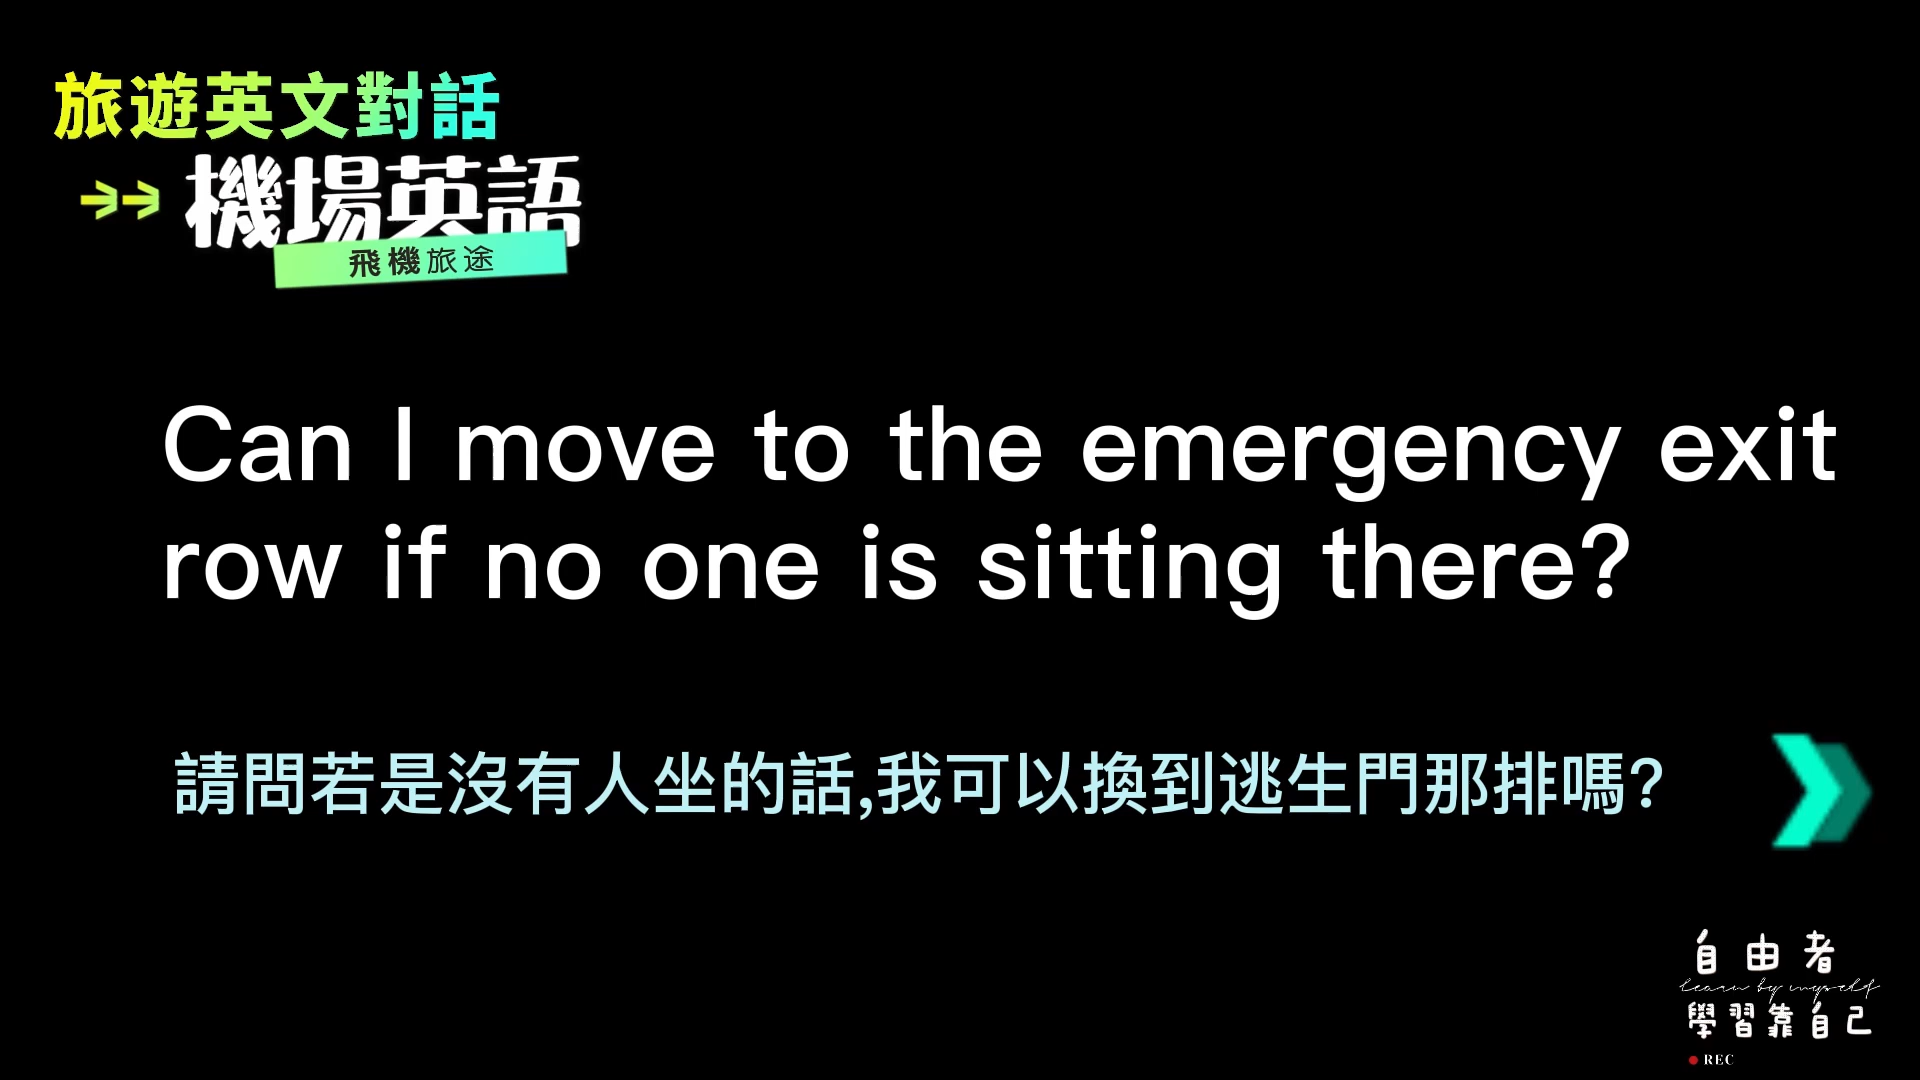 旅遊英文對話
機場英語
飛機旅途
Can I move to the emergency exit
row if no one is sitting there?
請問若是沒有人坐的話,我可以換到逃生門那排嗎?
自由者
learn by myself
學習靠自己
REC